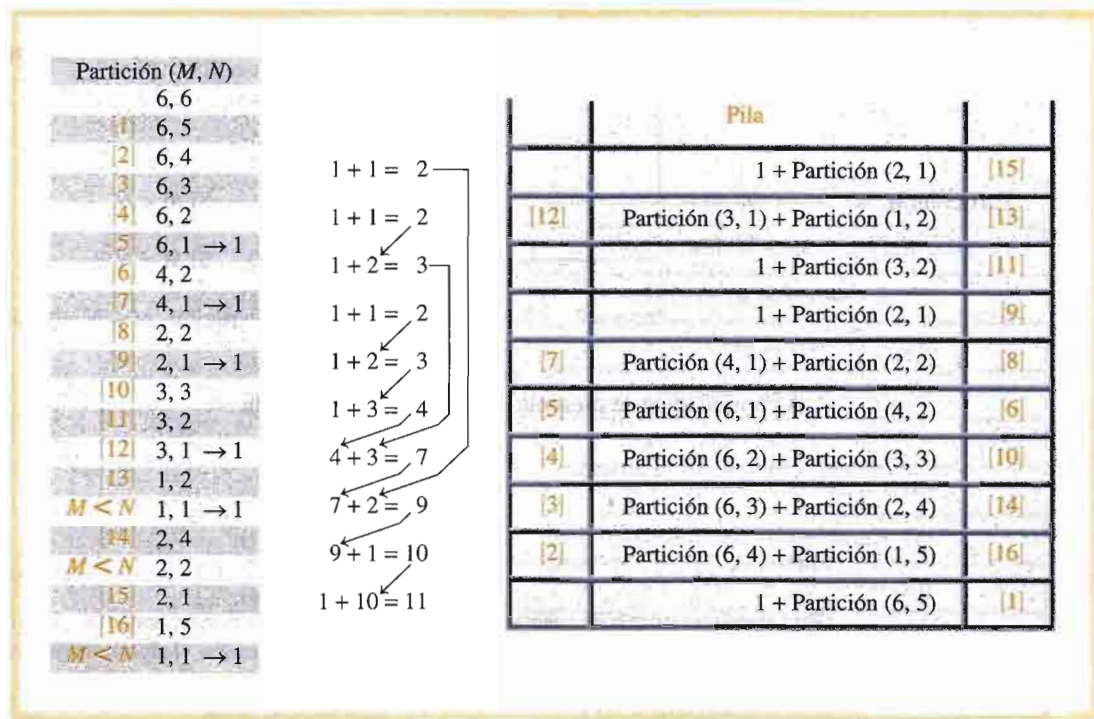 Partición (M, N)
6, 6
[1] 6, 5
[2] 6, 4
[3] 6, 3
[4] 6, 2
[5] 6, 1 → 1
[6] 4, 2
[7] 4, 1 → 1
[8] 2, 2
[9] 2, 1 → 1
[10] 3, 3
[11] 3, 2
[12] 3, 1 → 1
[13] 1, 2
M < N 1, 1 → 1
[14] 2, 4
M < N 2, 2
[15] 2, 1
[16] 1, 5
M < N 1, 1 → 1
1 + 1 = 2
1 + 1 = 2
1 + 2 = 3
1 + 1 = 2
1 + 2 = 3
1 + 3 = 4
4 + 3 = 7
7 + 2 = 9
9 + 1 = 10
1 + 10 = 11
Pila
1 + Partición (2, 1) [15]
[12] Partición (3, 1) + Partición (1, 2) [13]
1 + Partición (3, 2) [11]
1 + Partición (2, 1) [9]
[7] Partición (4, 1) + Partición (2, 2) [8]
[5] Partición (6, 1) + Partición (4, 2) [6]
[4] Partición (6, 2) + Partición (3, 3) [10]
[3] Partición (6, 3) + Partición (2, 4) [14]
[2] Partición (6, 4) + Partición (1, 5) [16]
1 + Partición (6, 5) [1]